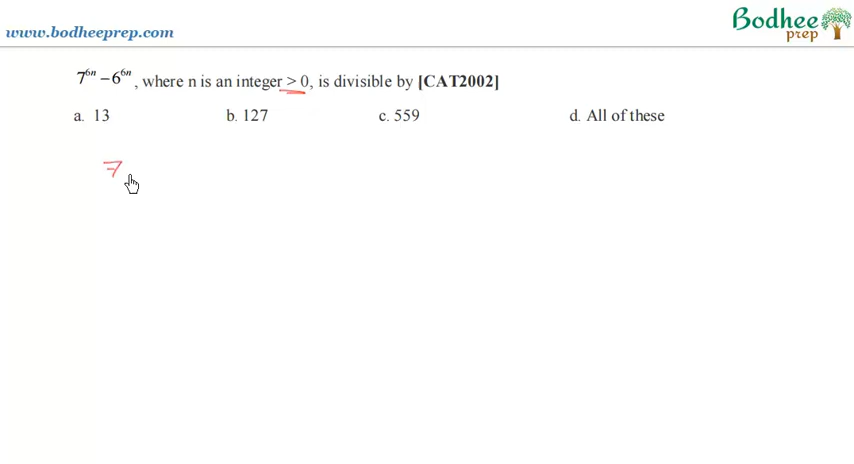 www.bodheeprep.com
Bodhee
prep
7^{6n} – 6^{6n}, where n is an integer > 0, is divisible by [CAT2002]
a. 13 b. 127 c. 559 d. All of these
7